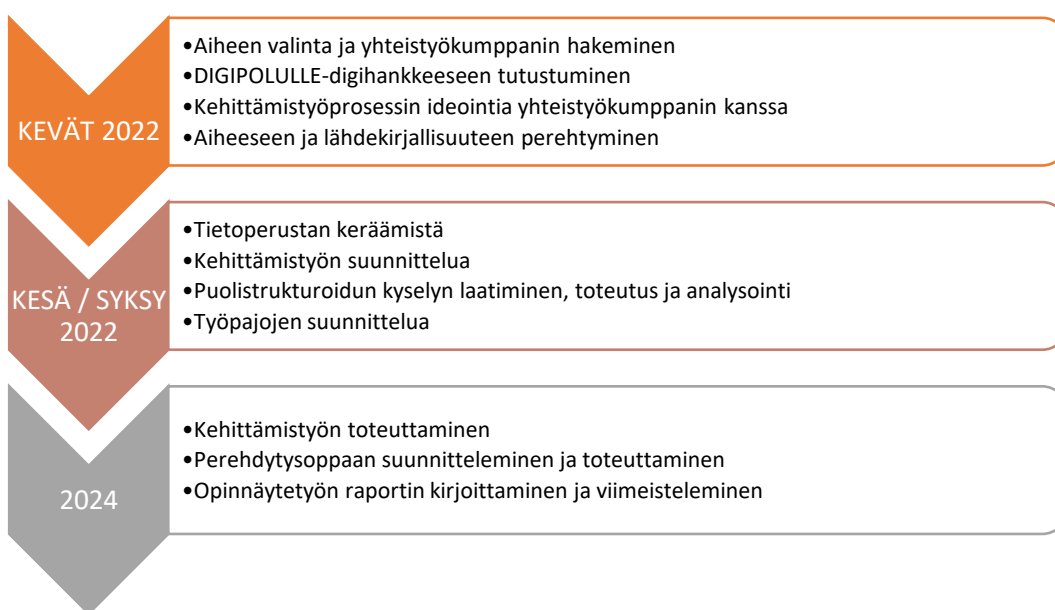 KEVÄT 2022
•Aiheen valinta ja yhteistyökumppanin hakeminen
•DIGIPOLULLE-digihankkeeseen tutustuminen
•Kehittämistyöprosessin ideointia yhteistyökumppanin kanssa
•Aiheeseen ja lähdekirjallisuuteen perehtyminen
KESÄ / SYKSY
2022
•Tietoperustan keräämistä
•Kehittämistyön suunnittelua
•Puolistrukturoidun kyselyn laatiminen, toteutus ja analysointi
•Työpajojen suunnittelua
2024
•Kehittämistyön toteuttaminen
•Perehdytysoppaan suunnitteleminen ja toteuttaminen
•Opinnäytetyön raportin kirjoittaminen ja viimeisteleminen